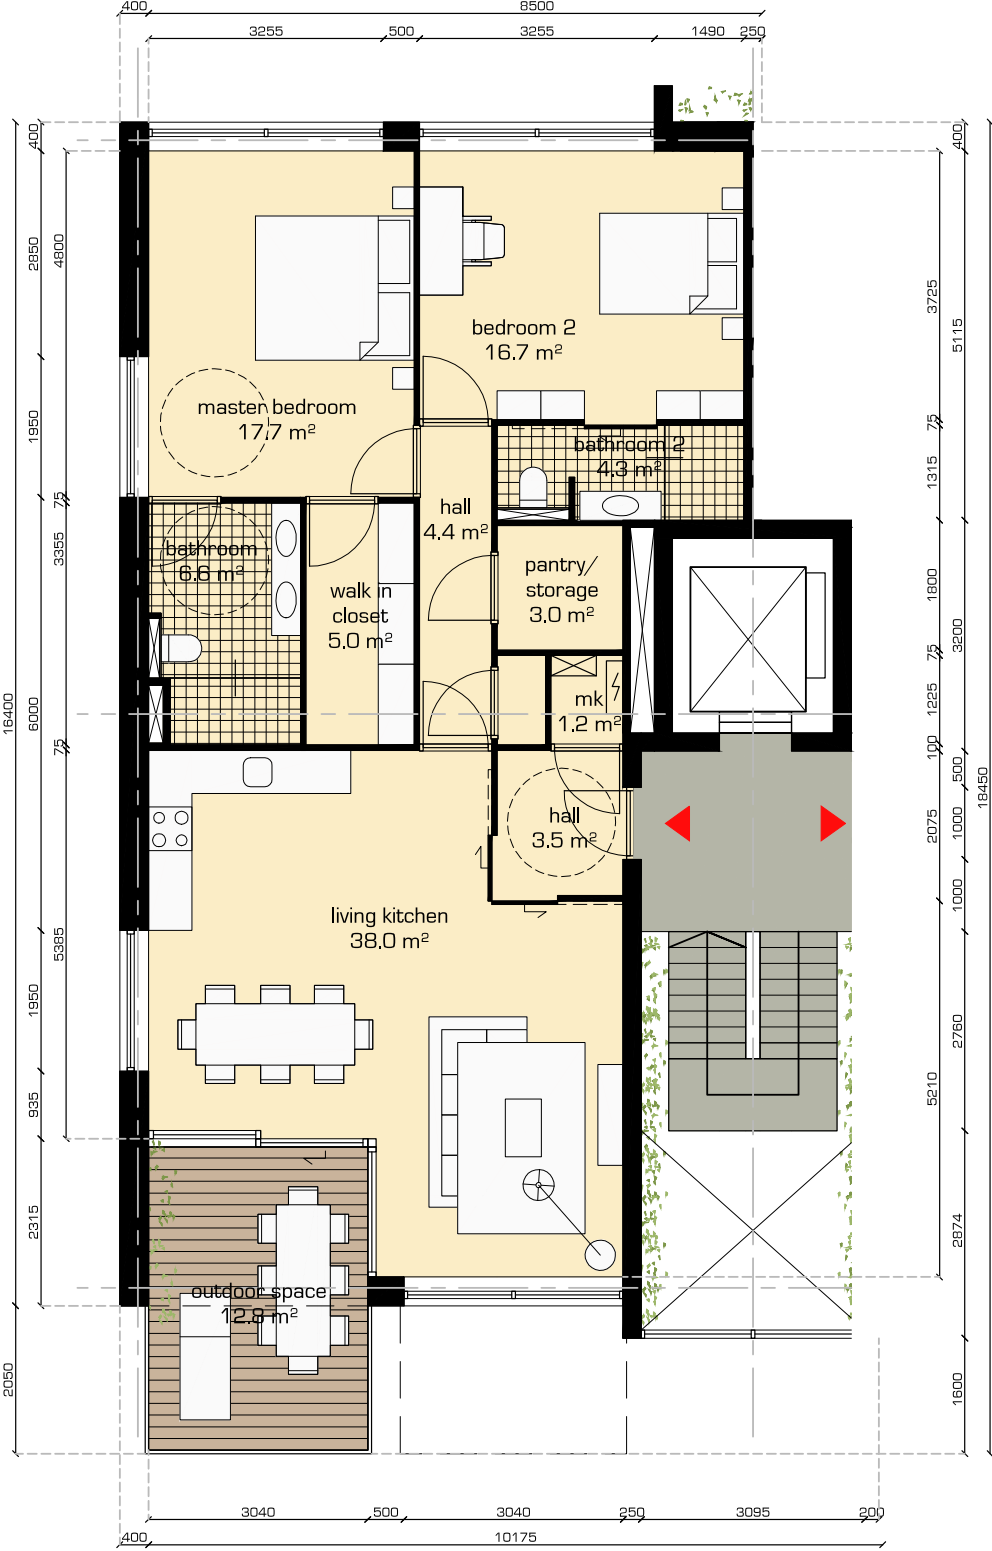 400
8500
3255
500
3255
1490
250
400
2850
4800
1950
75
3355
16400
6000
75
5385
1950
935
2315
2050
master bedroom
17.7 m²
bedroom 2
16.7 m²
bathroom 2
4.3 m²
hall
4.4 m²
bathroom
6.6 m²
walk in
closet
5.0 m²
pantry/
storage
3.0 m²
mk
1.2 m²
hall
3.5 m²
living kitchen
38.0 m²
outdoor space
12.8 m²
400
3725
5115
75
1315
1800
3200
75
1225
100
500
18450
2075
1000
1000
2760
5210
2874
1600
3040
500
3040
250
3095
200
400
10175